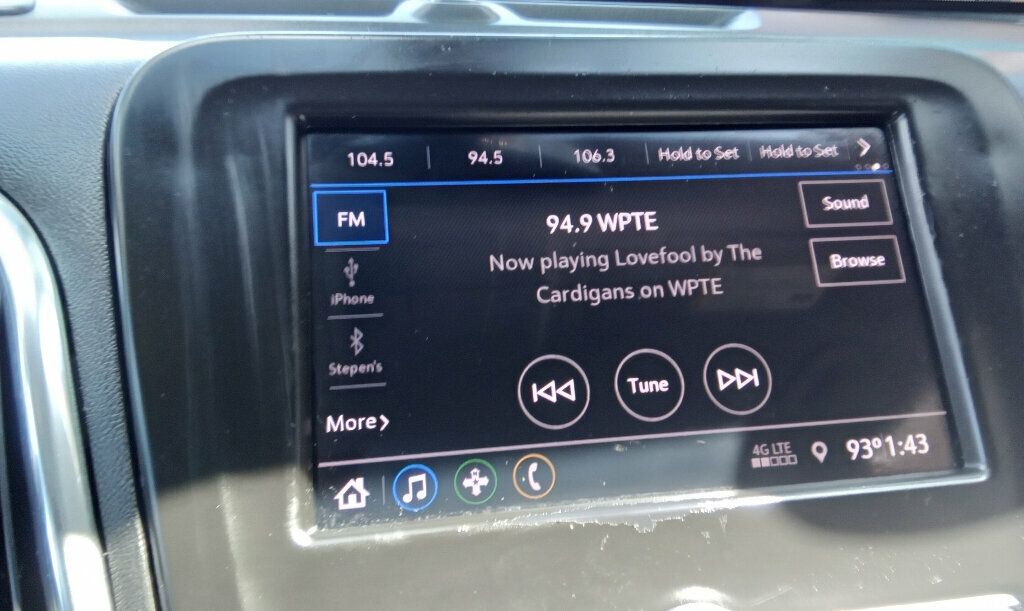 104.5 94.5 106.3 Hold to Set Hold to Set
FM
94.9 WPTE
Sound
Now playing Lovefool by The
Cardigans on WPTE
Browse
iPhone
Stepen's
More
Tune
4G LTE
93° 1:43